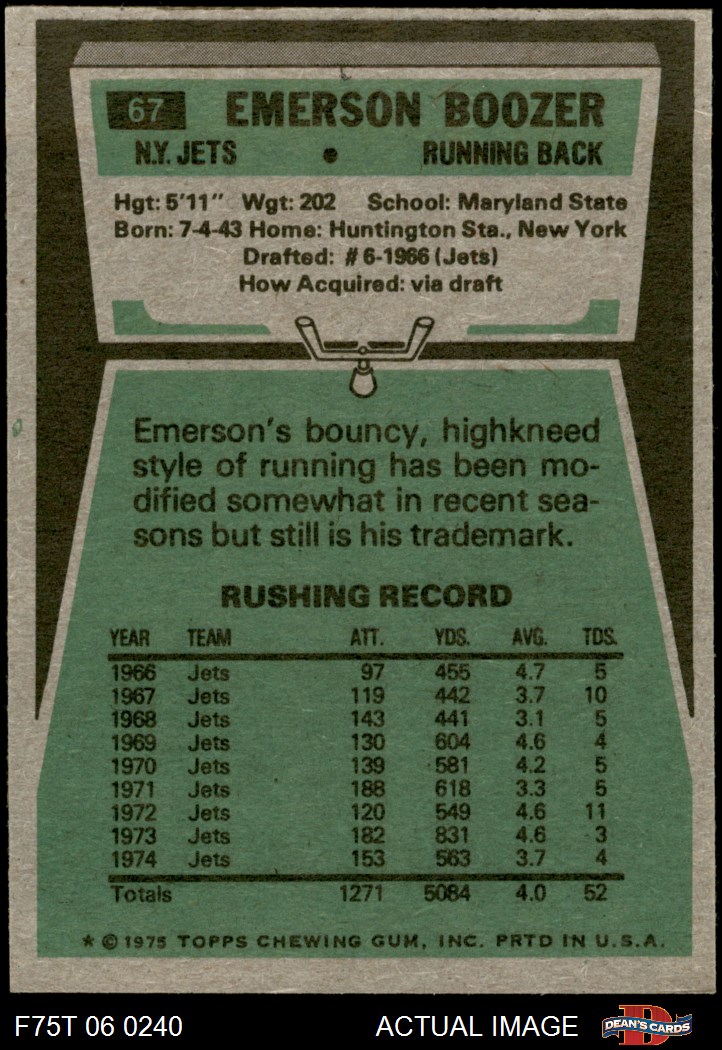 67 EMERSON BOOZER
N.Y. JETS • RUNNING BACK
Hgt: 5'11" Wgt: 202 School: Maryland State
Born: 7-4-43 Home: Huntington Sta., New York
Drafted: #6-1966 (Jets)
How Acquired: via draft
Emerson's bouncy, highkneed
style of running has been mo-
dified somewhat in recent sea-
sons but still is his trademark.
RUSHING RECORD
YEAR TEAM ATT. YDS. AVG. TDS.
1966 Jets 97 455 4.7 5
1967 Jets 119 442 3.7 10
1968 Jets 143 441 3.1 5
1969 Jets 130 604 4.6 4
1970 Jets 139 581 4.2 5
1971 Jets 188 618 3.3 5
1972 Jets 120 549 4.6 11
1973 Jets 182 831 4.6 3
1974 Jets 153 563 3.7 4
Totals 1271 5084 4.0 52
* © 1975 TOPPS CHEWING GUM, INC. PRTD IN U.S.A.
F75T 06 0240 ACTUAL IMAGE D DEAN'S CARDS